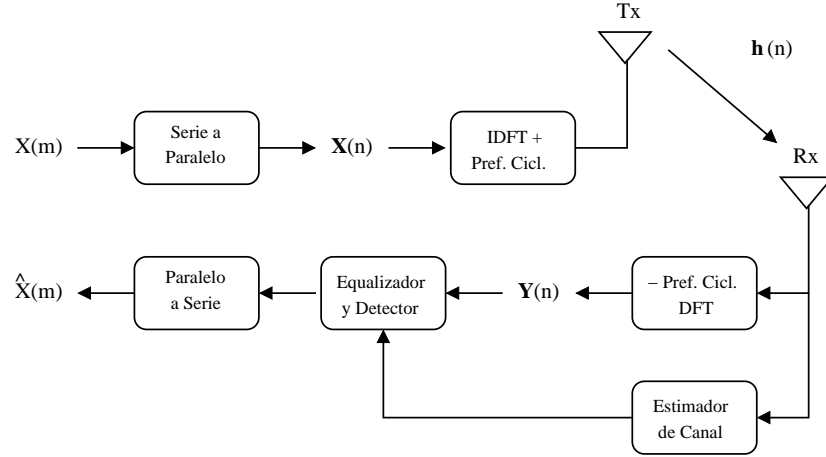 Tx
h (n)
X(m)
Serie a
Paralelo
X(n)
IDFT +
Pref. Cicl.
Rx
X̂(m)
Paralelo
a Serie
Equalizador
y Detector
Y(n)
– Pref. Cicl.
DFT
Estimador
de Canal